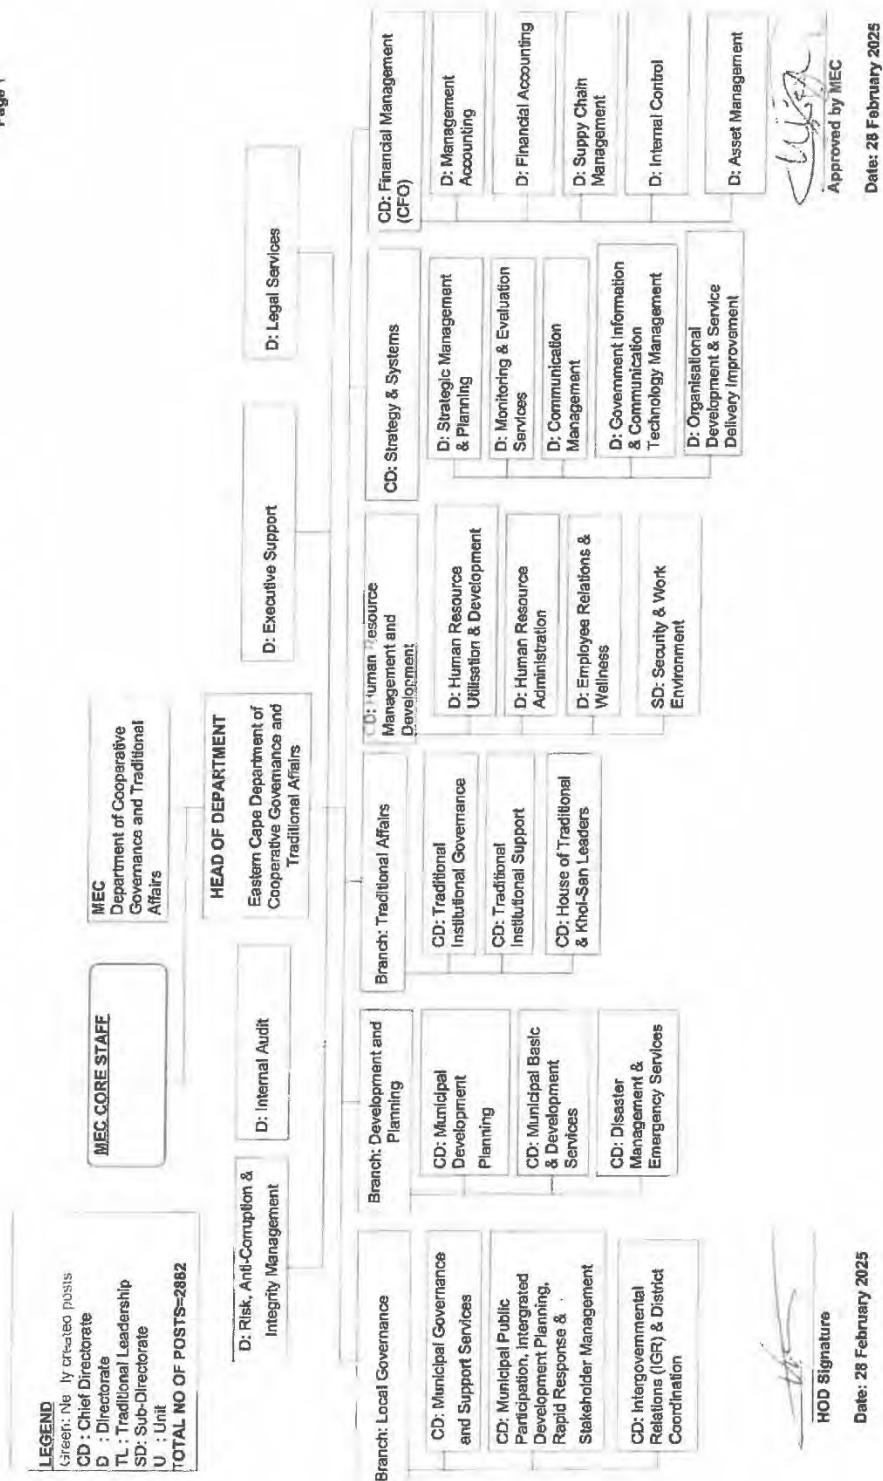 Page 1
LEGEND
Green: Ne ly created posts
CD : Chief Directorate
D : Directorate
TL : Traditional Leadership
SD: Sub-Directorate
U : Unit
TOTAL NO OF POSTS=2882
MEC CORE STAFF
MEC
Department of Cooperative
Governance and Traditional
Affairs
HEAD OF DEPARTMENT
Eastern Cape Department of
Cooperative Governance and
Traditional Affairs
D: Risk, Anti-Corruption &
Integrity Management
D: Internal Audit
D: Executive Support
D: Legal Services
Branch: Local Governance
CD: Municipal Governance
and Support Services
CD: Municipal Public
Participation, Intergrated
Development Planning,
Rapid Response &
Stakeholder Management
CD: Intergovernmental
Relations (IGR) & District
Coordination
Branch: Development and
Planning
CD: Municipal
Development
Planning
CD: Municipal Basic
& Development
Services
CD: Disaster
Management &
Emergency Services
Branch: Traditional Affairs
CD: Traditional
Institutional Governance
CD: Traditional
Institutional Support
CD: House of Traditional
& Khoi-San Leaders
CD: Human Resource
Management and
Development
D: Human Resource
Utilisation & Development
D: Human Resource
Administration
D: Employee Relations &
Wellness
SD: Security & Work
Environment
CD: Strategy & Systems
D: Strategic Management
& Planning
D: Monitoring & Evaluation
Services
D: Communication
Management
D: Government Information
& Communication
Technology Management
D: Organisational
Development & Service
Delivery Improvement
CD: Financial Management
(CFO)
D: Management
Accounting
D: Financial Accounting
D: Suppy Chain
Management
D: Internal Control
D: Asset Management
HOD Signature
Date: 28 February 2025
Approved by MEC
Date: 28 February 2025